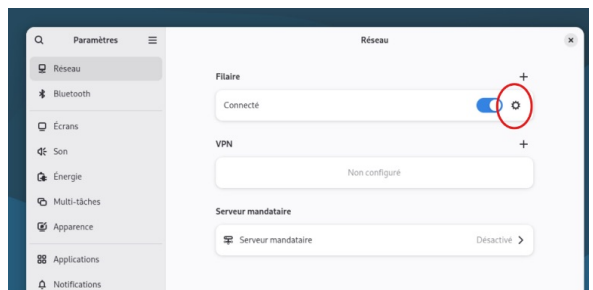 Paramètres
Réseau
Réseau
Bluetooth
Écrans
Son
Énergie
Multi-tâches
Apparence
Applications
Notifications
Filaire
Connecté
VPN
Non configuré
Serveur mandataire
Serveur mandataire
Désactivé